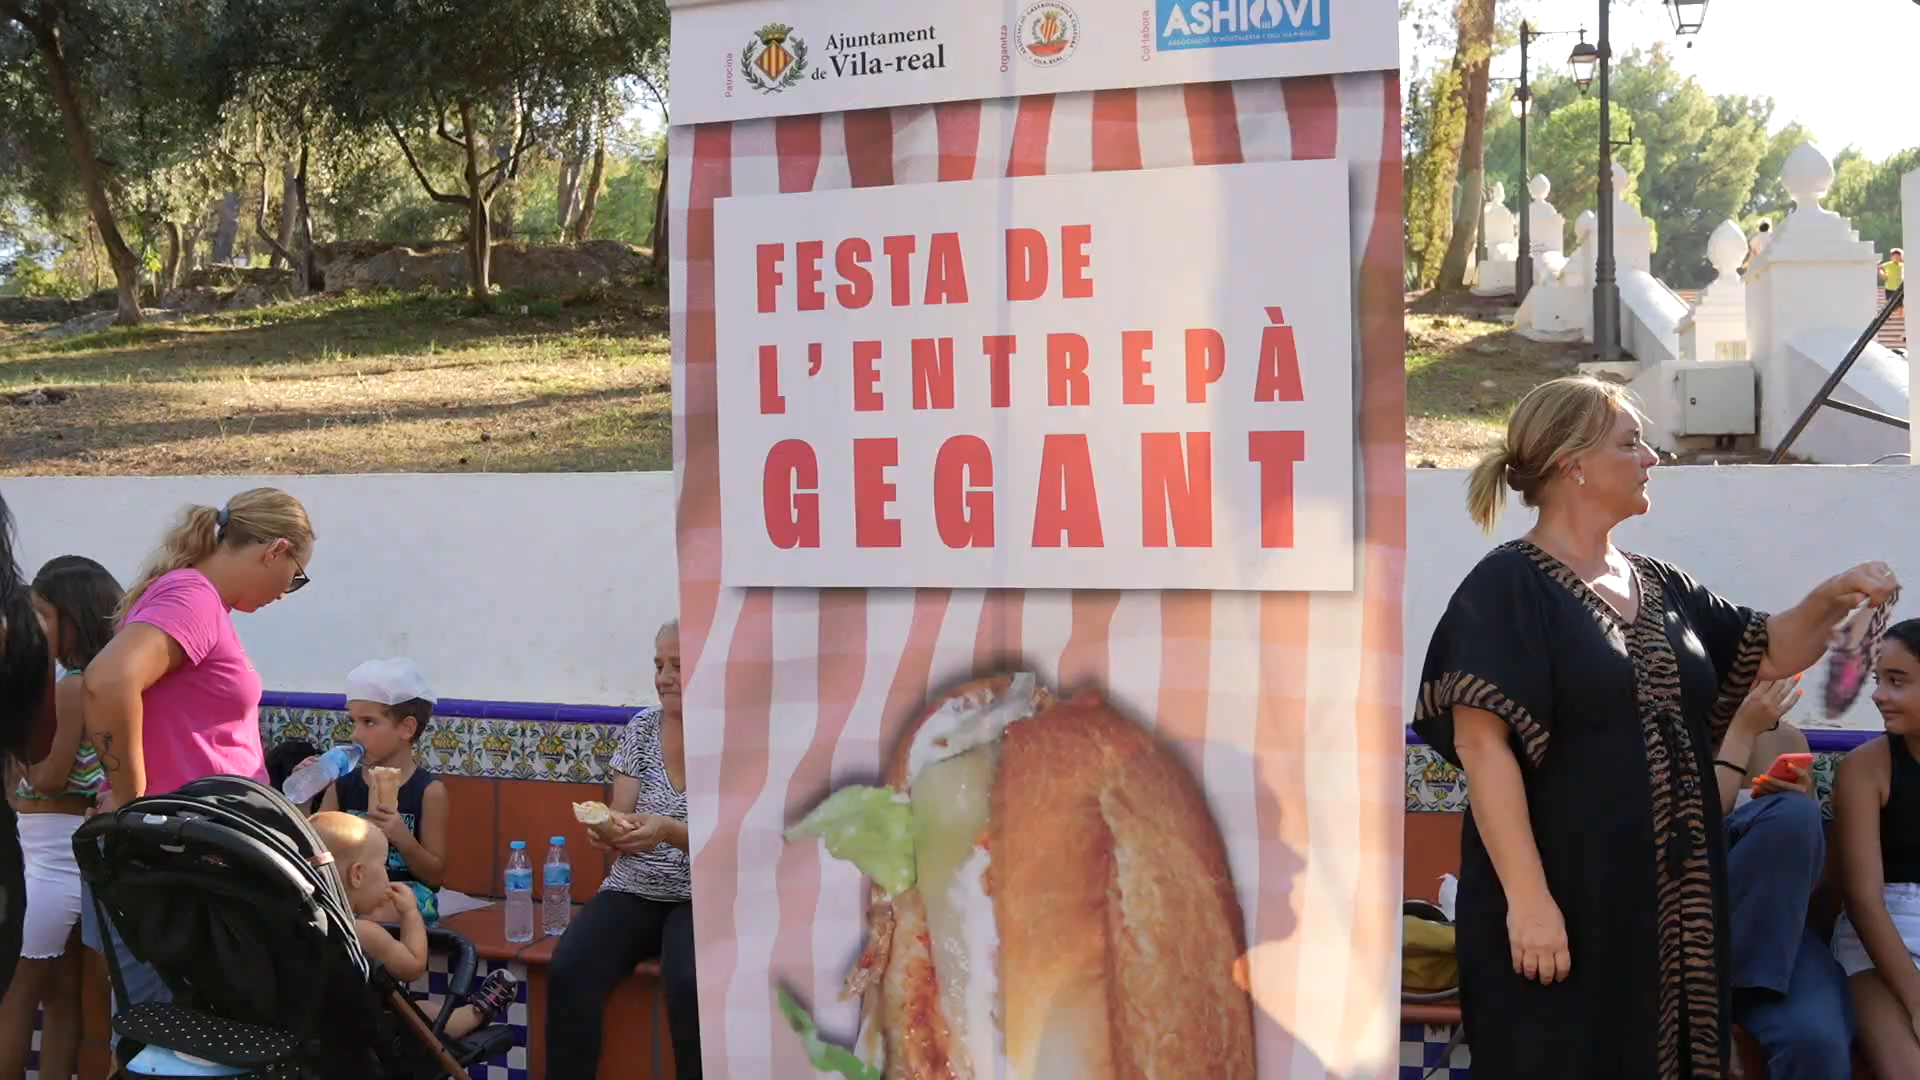 Patrocina
Ajuntament
de Vila-real
Organitza
Col·labora
ASHIOVI
FESTA DE
L'ENTREPÀ
GEGANT